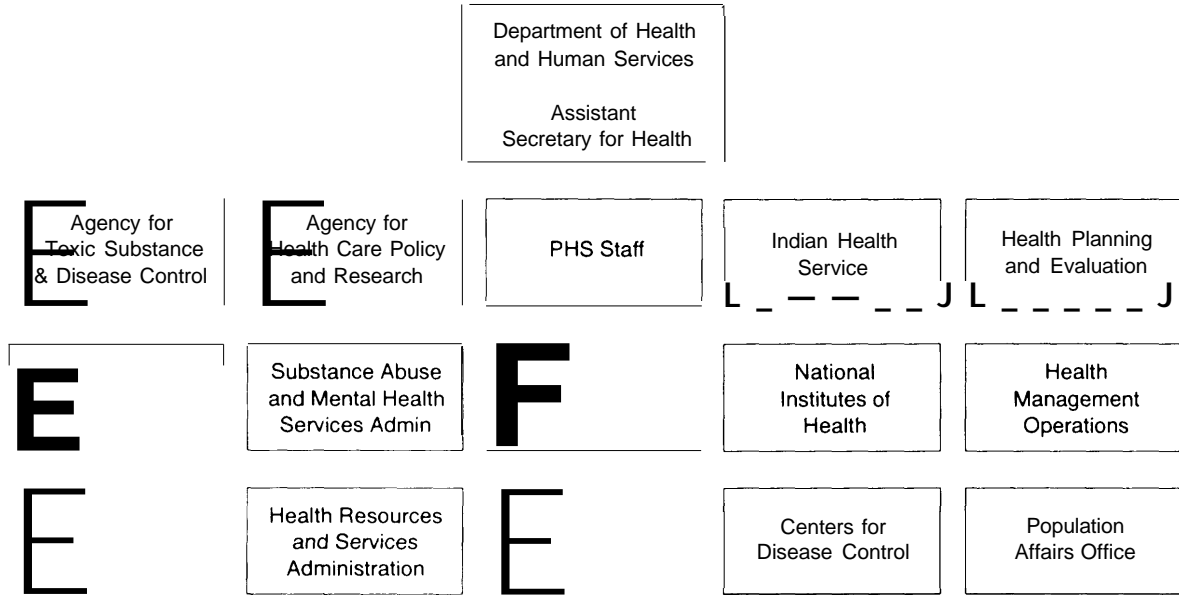 Department of Health
and Human Services
Assistant
Secretary for Health
Agency for
Toxic Substance
& Disease Control
Agency for
Health Care Policy
and Research
PHS Staff
Indian Health
Service
Health Planning
and Evaluation
L _ — — _ _ J
L _ _ _ _ _ J
E
E
E
Substance Abuse
and Mental Health
Services Admin
F
National
Institutes of
Health
Health
Management
Operations
E
Health Resources
and Services
Administration
E
Centers for
Disease Control
Population
Affairs Office